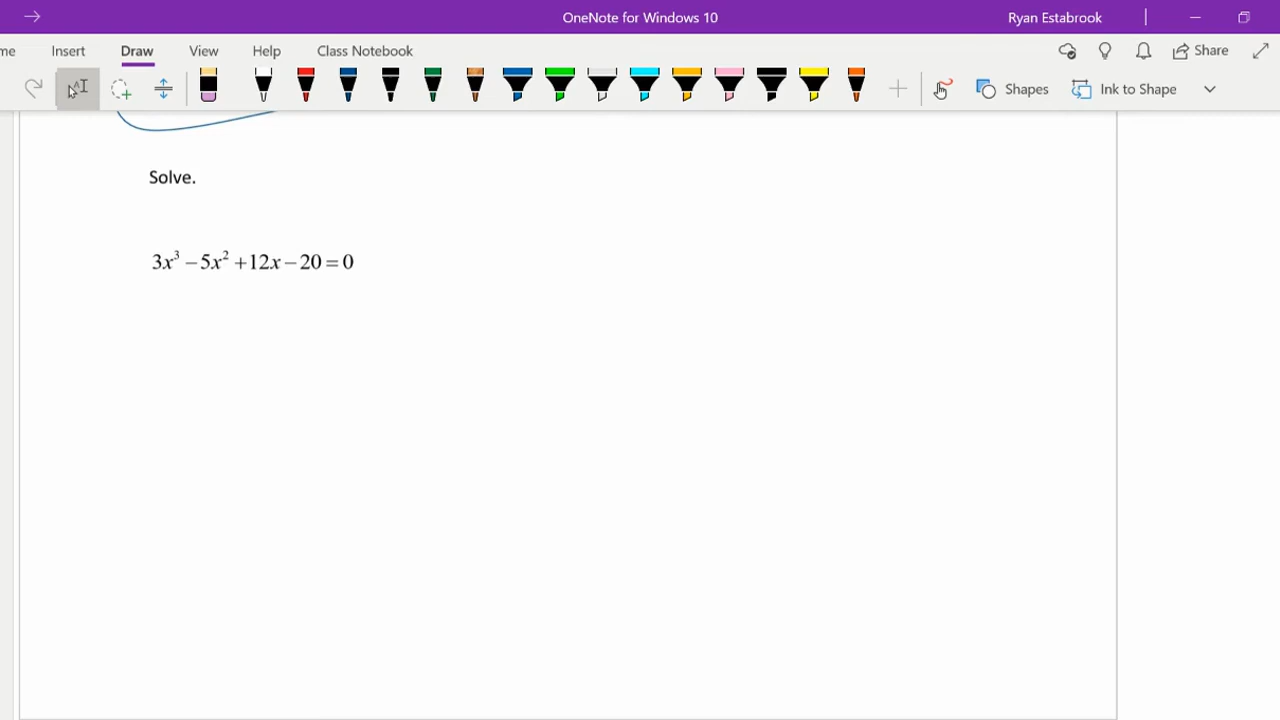 OneNote for Windows 10 Ryan Estabrook
me Insert Draw View Help Class Notebook Share
Shapes Ink to Shape
Solve.
3x³ − 5x² + 12x − 20 = 0